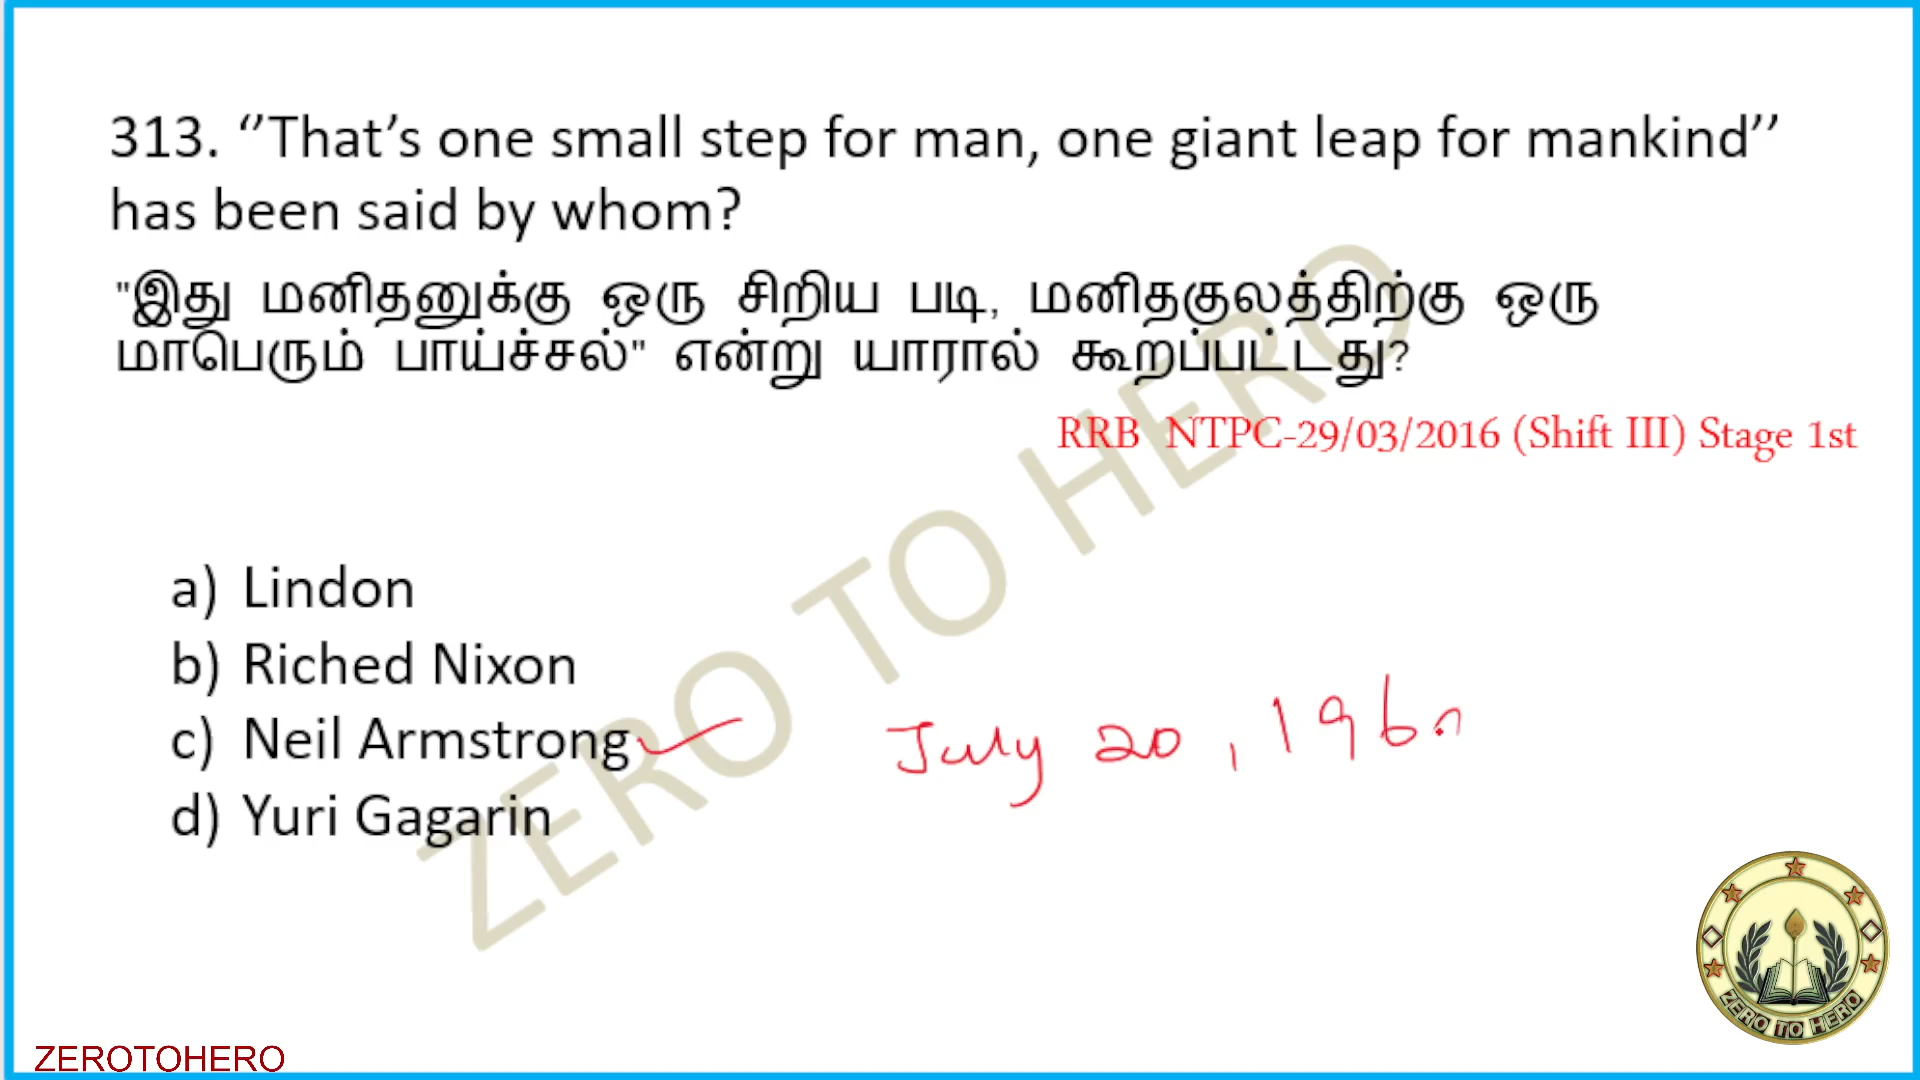 313. “That’s one small step for man, one giant leap for mankind’’
has been said by whom?
"இது மனிதனுக்கு ஒரு சிறிய படி, மனிதகுலத்திற்கு ஒரு
மாபெரும் பாய்ச்சல்" என்று யாரால் கூறப்பட்டது?
RRB NTPC-29/03/2016 (Shift III) Stage 1st
a) Lindon
b) Riched Nixon
c) Neil Armstrong
July 20, 196
d) Yuri Gagarin
ZERO TO HERO
ZERO TO HERO
ZEROTOHERO